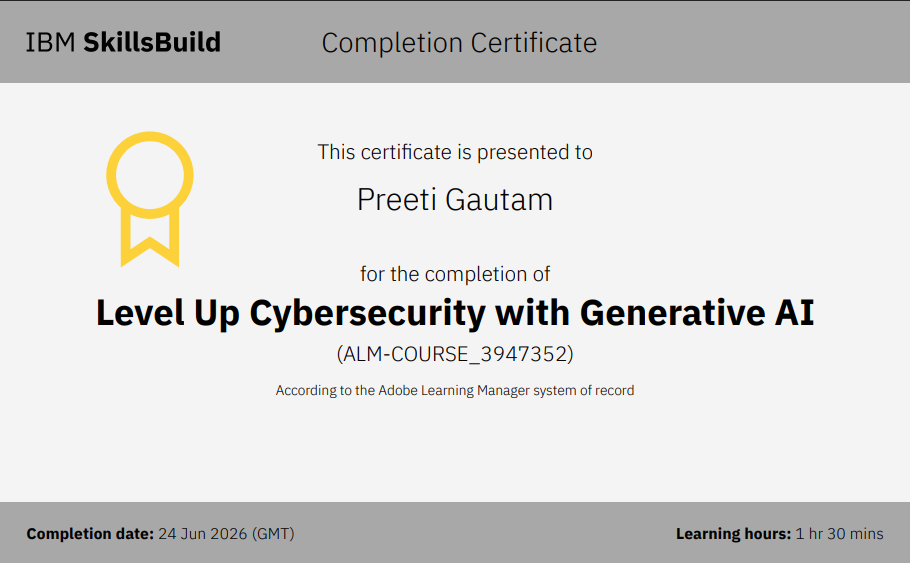 IBM SkillsBuild
Completion Certificate
This certificate is presented to
Preeti Gautam
for the completion of
Level Up Cybersecurity with Generative AI
(ALM-COURSE_3947352)
According to the Adobe Learning Manager system of record
Completion date: 24 Jun 2026 (GMT)
Learning hours: 1 hr 30 mins